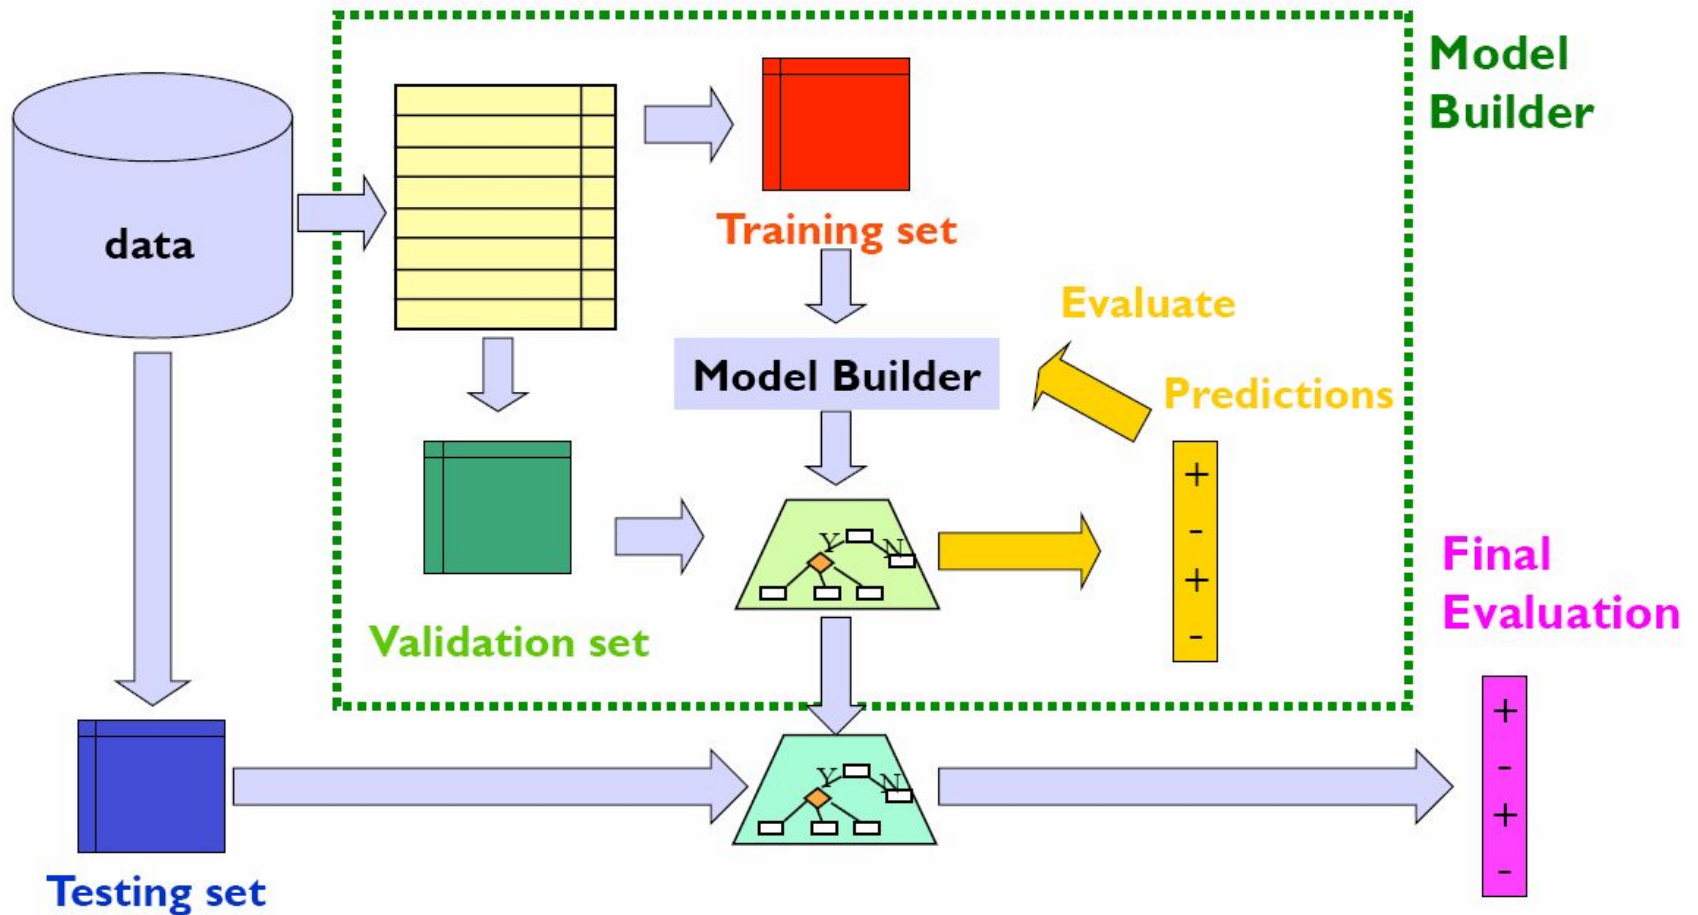 Model
Builder
data
Training set
Evaluate
Model Builder
Predictions
+
-
+
-
Y
N
Final
Evaluation
Validation set
+
-
+
-
Y
N
Testing set